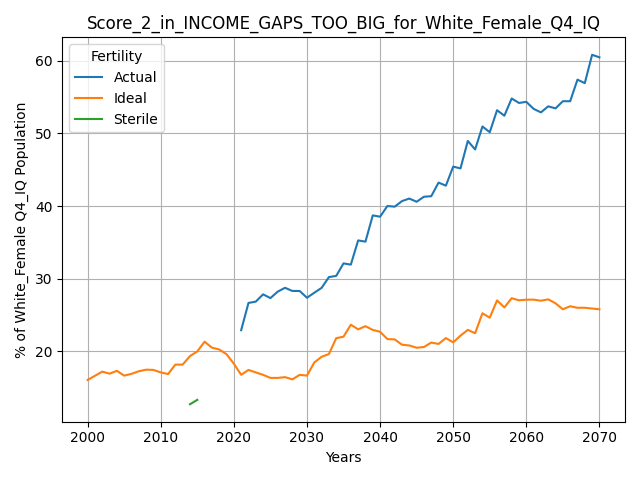 Score_2_in_INCOME_GAPS_TOO_BIG_for_White_Female_Q4_IQ
Fertility
Actual
Ideal
Sterile
% of White_Female Q4_IQ Population
60
50
40
30
20
2000 2010 2020 2030 2040 2050 2060 2070
Years